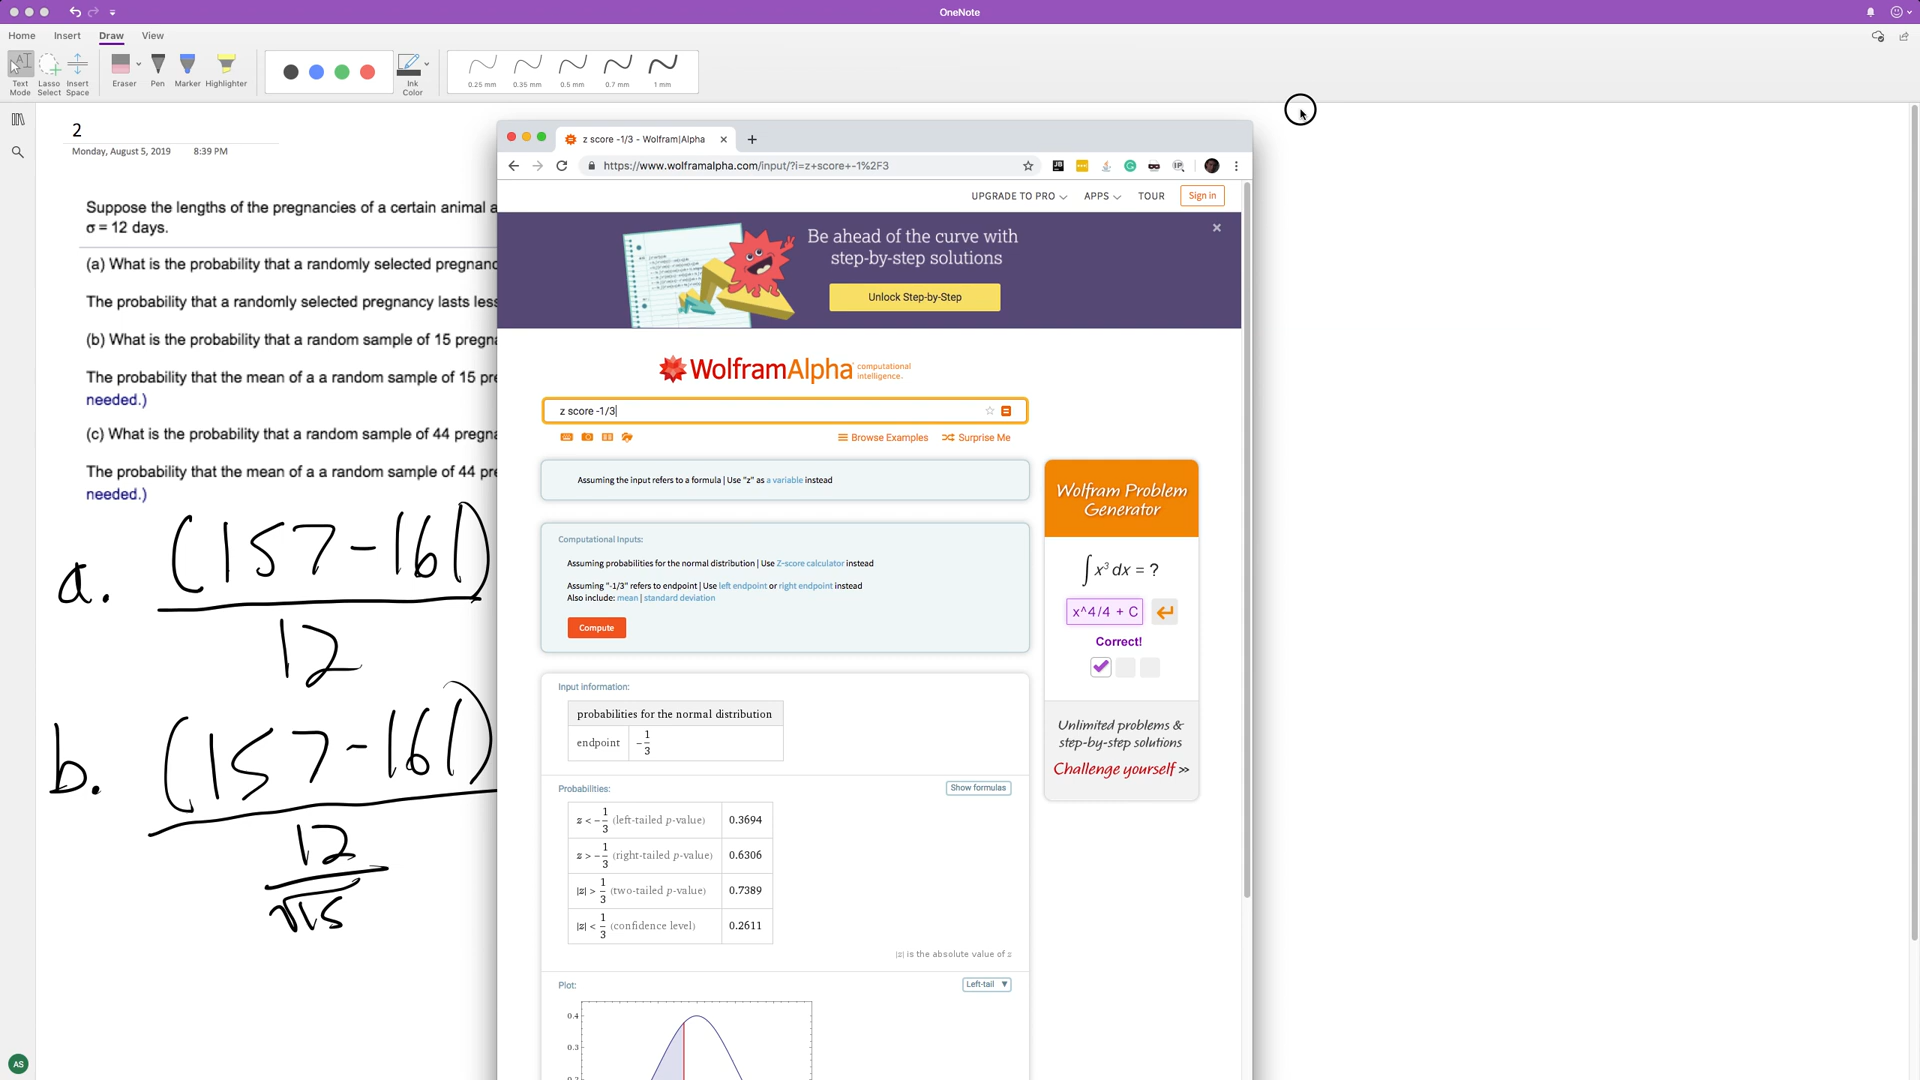 OneNote
Home Insert Draw View
Text Mode
Lasso Select
Insert Space
Eraser
Pen
Marker
Highlighter
Ink Color
0.25 mm
0.35 mm
0.5 mm
0.7 mm
1 mm
2
Monday, August 5, 2019 8:39 PM
Suppose the lengths of the pregnancies of a certain animal a
σ = 12 days.
(a) What is the probability that a randomly selected pregnanc
The probability that a randomly selected pregnancy lasts less
(b) What is the probability that a random sample of 15 pregna
The probability that the mean of a a random sample of 15 pre
needed.)
(c) What is the probability that a random sample of 44 pregna
The probability that the mean of a a random sample of 44 pre
needed.)
a. (157-161)
12
b. (157-161)
12
√15
AS
z score -1/3 - Wolfram|Alpha
https://www.wolframalpha.com/input/?i=z+score+-1%2F3
UPGRADE TO PRO APPS TOUR Sign in
Be ahead of the curve with
step-by-step solutions
Unlock Step-by-Step
WolframAlpha computational intelligence.
z score -1/3
Browse Examples Surprise Me
Assuming the input refers to a formula | Use "z" as a variable instead
Computational Inputs:
Assuming probabilities for the normal distribution | Use Z-score calculator instead
Assuming "-1/3" refers to endpoint | Use left endpoint or right endpoint instead
Also include: mean | standard deviation
Compute
Input information:
probabilities for the normal distribution
endpoint -1/3
Probabilities:
Show formulas
z < -1/3 (left-tailed p-value) 0.3694
z > -1/3 (right-tailed p-value) 0.6306
|z| > 1/3 (two-tailed p-value) 0.7389
|z| < 1/3 (confidence level) 0.2611
|z| is the absolute value of z
Plot:
Left-tail
0.4
0.3
Wolfram Problem
Generator
∫x³ dx = ?
x^4/4 + C
Correct!
Unlimited problems &
step-by-step solutions
Challenge yourself >>